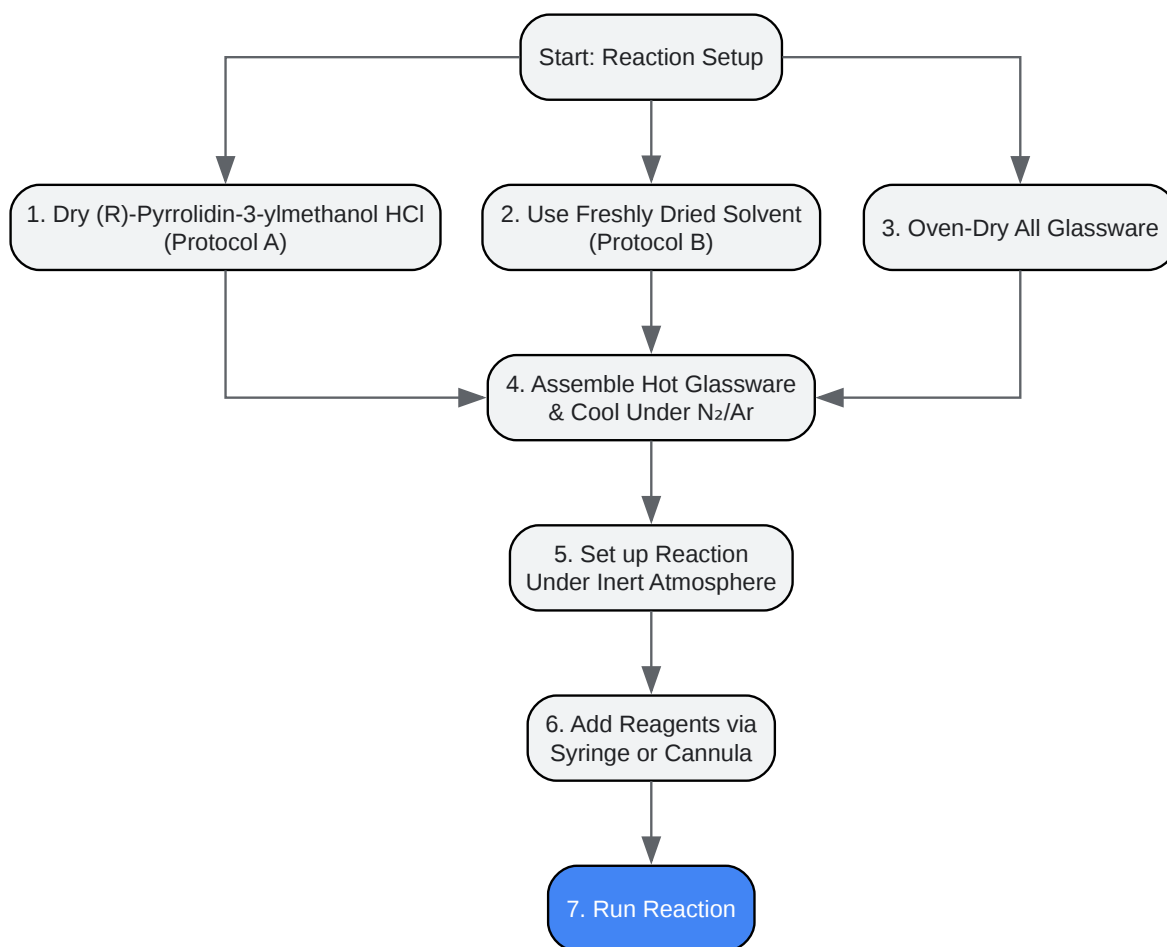 Start: Reaction Setup
1. Dry (R)-Pyrrolidin-3-ylmethanol HCl
(Protocol A)
2. Use Freshly Dried Solvent
(Protocol B)
3. Oven-Dry All Glassware
4. Assemble Hot Glassware
& Cool Under N₂/Ar
5. Set up Reaction
Under Inert Atmosphere
6. Add Reagents via
Syringe or Cannula
7. Run Reaction